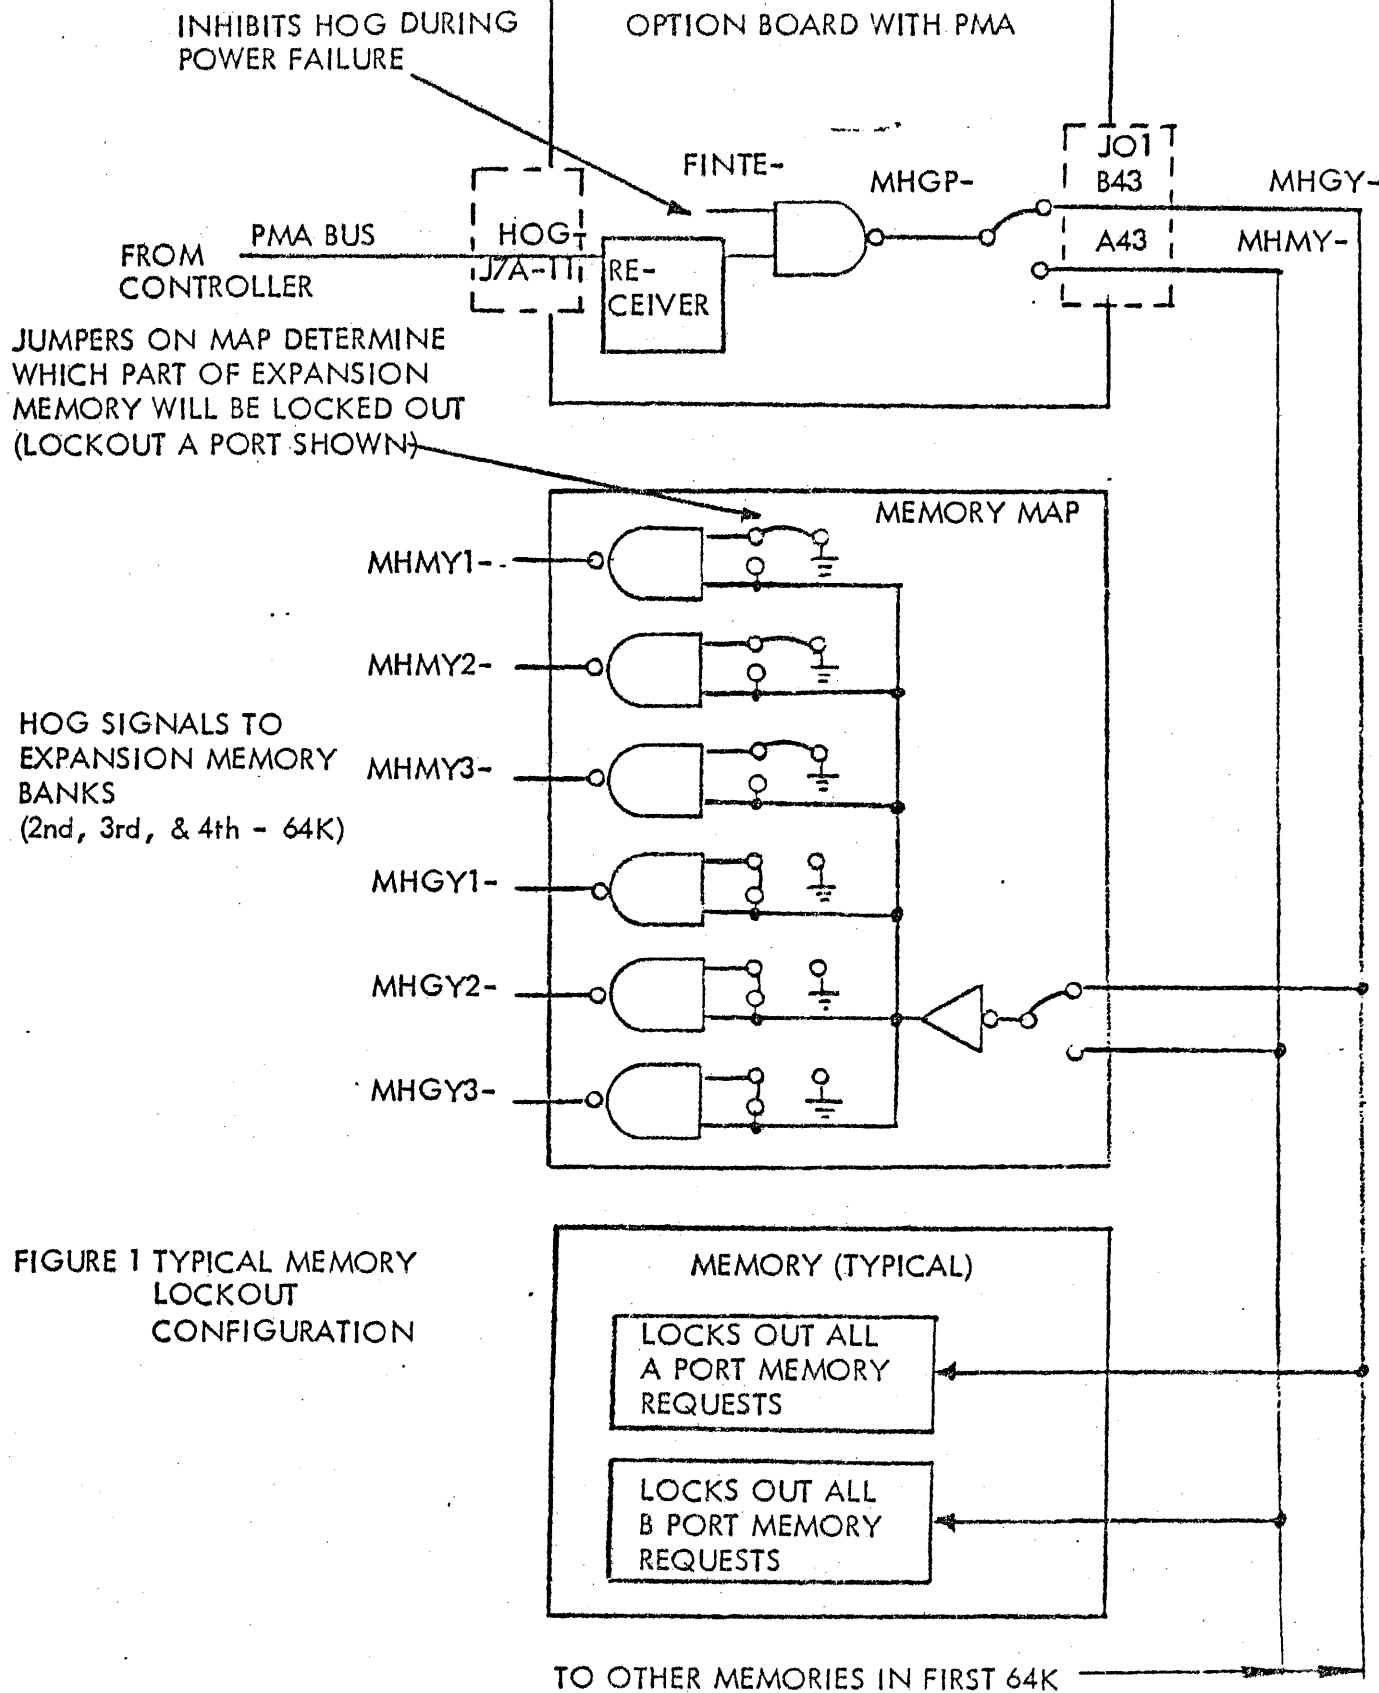 INHIBITS HOG DURING
POWER FAILURE
OPTION BOARD WITH PMA
FINTE-
MHGP-
J01
B43
A43
MHGY-
MHMY-
FROM
CONTROLLER
PMA BUS
HOG-
J7A-11
RE-
CEIVER
JUMPERS ON MAP DETERMINE
WHICH PART OF EXPANSION
MEMORY WILL BE LOCKED OUT
(LOCKOUT A PORT SHOWN)
MEMORY MAP
MHMY1-
MHMY2-
MHMY3-
MHGY1-
MHGY2-
MHGY3-
HOG SIGNALS TO
EXPANSION MEMORY
BANKS
(2nd, 3rd, & 4th - 64K)
FIGURE 1 TYPICAL MEMORY
LOCKOUT
CONFIGURATION
MEMORY (TYPICAL)
LOCKS OUT ALL
A PORT MEMORY
REQUESTS
LOCKS OUT ALL
B PORT MEMORY
REQUESTS
TO OTHER MEMORIES IN FIRST 64K